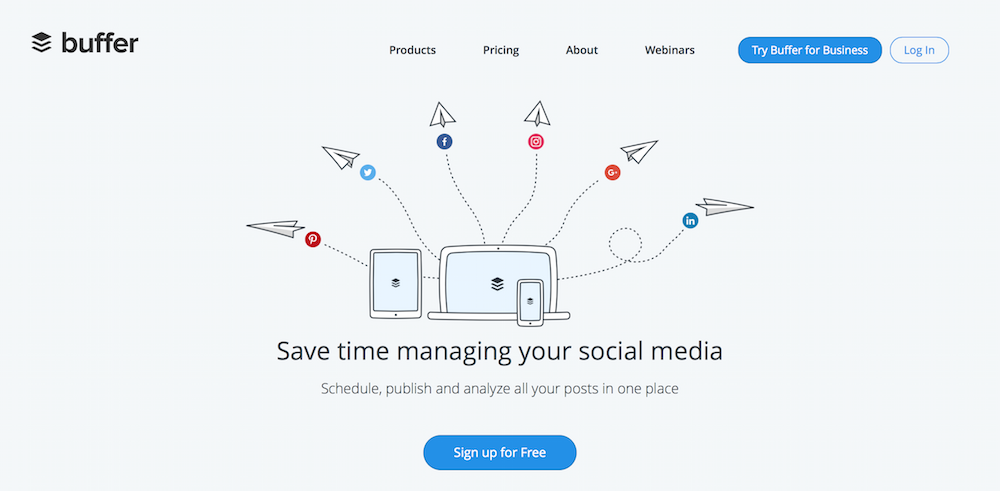 buffer
Products Pricing About Webinars Try Buffer for Business Log In
f
G+
in
Save time managing your social media
Schedule, publish and analyze all your posts in one place
Sign up for Free